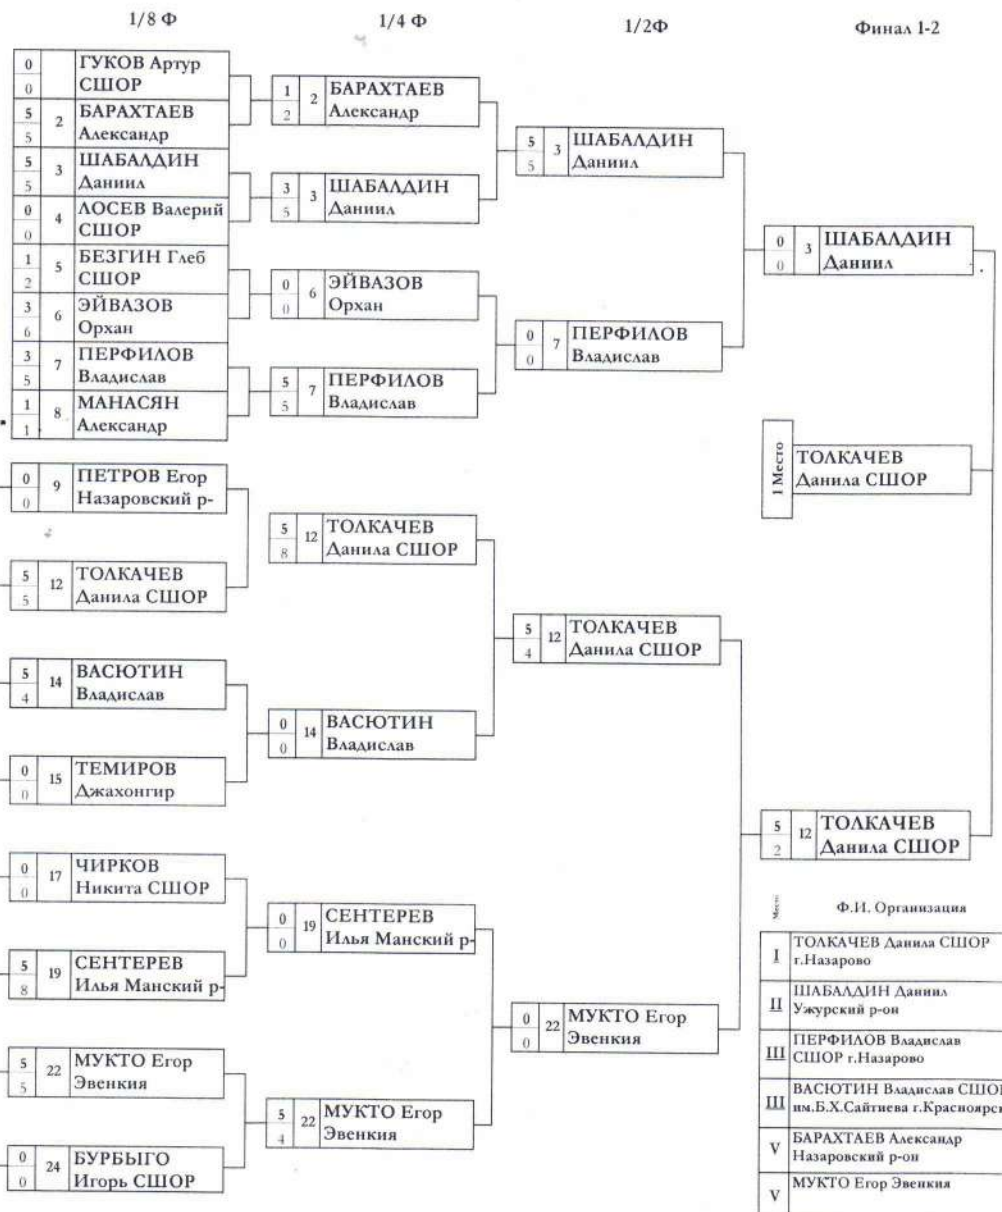 1/8 Ф
1/4 Ф
1/2Ф
Финал 1-2
0
0
ГУКОВ Артур
СШОР
5
5
2
БАРАХТАЕВ
Александр
5
5
3
ШАБАЛДИН
Даниил
0
0
4
ЛОСЕВ Валерий
СШОР
1
2
5
БЕЗГИН Глеб
СШОР
3
6
6
ЭЙВАЗОВ
Орхан
3
5
7
ПЕРФИЛОВ
Владислав
1
1
8
МАНАСЯН
Александр
0
0
9
ПЕТРОВ Егор
Назаровский р-
5
5
12
ТОЛКАЧЕВ
Данила СШОР
5
4
14
ВАСЮТИН
Владислав
0
0
15
ТЕМИРОВ
Джахонгир
0
0
17
ЧИРКОВ
Никита СШОР
5
8
19
СЕНТЕРЕВ
Илья Манский р-
5
5
22
МУКТО Егор
Эвенкия
0
0
24
БУРБЫГО
Игорь СШОР
1
2
2
БАРАХТАЕВ
Александр
3
5
3
ШАБАЛДИН
Даниил
0
0
6
ЭЙВАЗОВ
Орхан
5
5
7
ПЕРФИЛОВ
Владислав
5
8
12
ТОЛКАЧЕВ
Данила СШОР
0
0
14
ВАСЮТИН
Владислав
0
0
19
СЕНТЕРЕВ
Илья Манский р-
5
4
22
МУКТО Егор
Эвенкия
5
5
3
ШАБАЛДИН
Даниил
0
0
7
ПЕРФИЛОВ
Владислав
5
4
12
ТОЛКАЧЕВ
Данила СШОР
0
0
22
МУКТО Егор
Эвенкия
0
0
3
ШАБАЛДИН
Даниил
1 Место
ТОЛКАЧЕВ
Данила СШОР
5
2
12
ТОЛКАЧЕВ
Данила СШОР
Место
Ф.И. Организация
I
ТОЛКАЧЕВ Данила СШОР
г.Назарово
II
ШАБАЛДИН Даниил
Ужурский р-он
III
ПЕРФИЛОВ Владислав
СШОР г.Назарово
III
ВАСЮТИН Владислав СШОР
им.Б.Х.Сайтиева г.Красноярск
V
БАРАХТАЕВ Александр
Назаровский р-он
V
МУКТО Егор Эвенкия